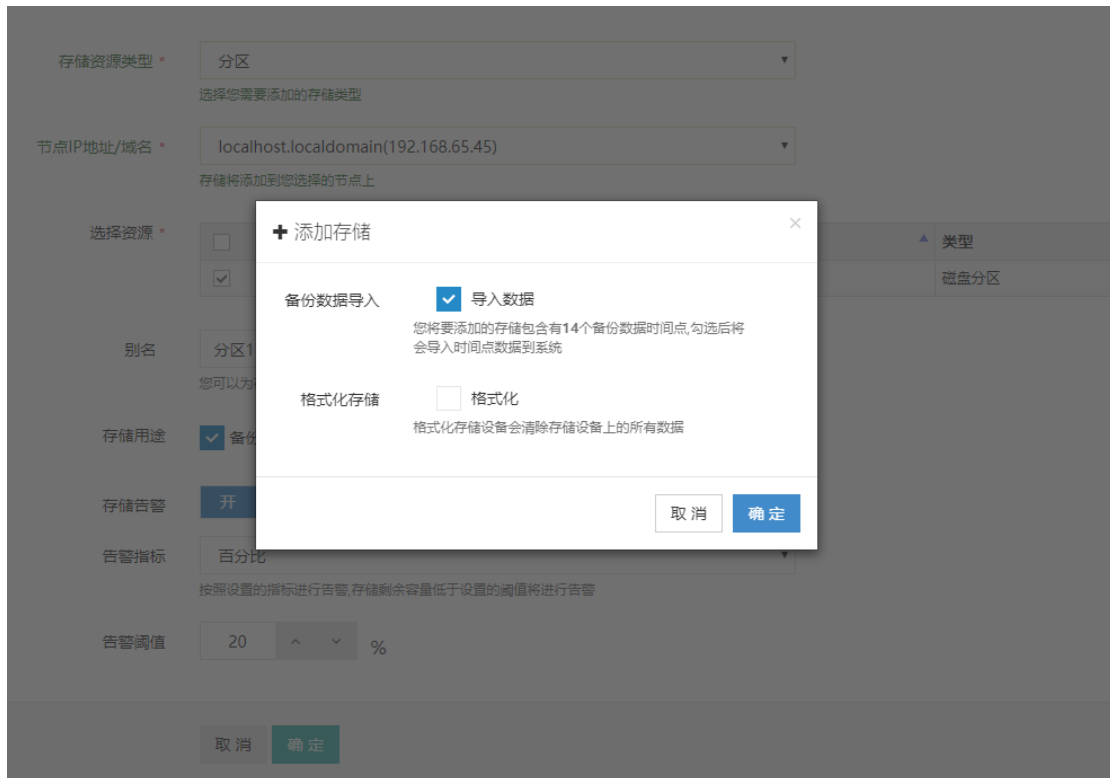 存储资源类型 *
分区
选择您需要添加的存储类型
节点IP地址/域名 *
localhost.localdomain(192.168.65.45)
存储将添加到您选择的节点上
选择资源 *
类型
磁盘分区
添加存储
备份数据导入
导入数据
您将要添加的存储包含有14个备份数据时间点,勾选后将
会导入时间点数据到系统
格式化存储
格式化
格式化存储设备会清除存储设备上的所有数据
取消
确定
别名
分区1
您可以为
存储用途
备份
存储告警
开
告警指标
百分比
按照设置的指标进行告警,存储剩余容量低于设置的阈值将进行告警
告警阈值
20
%
取消
确定